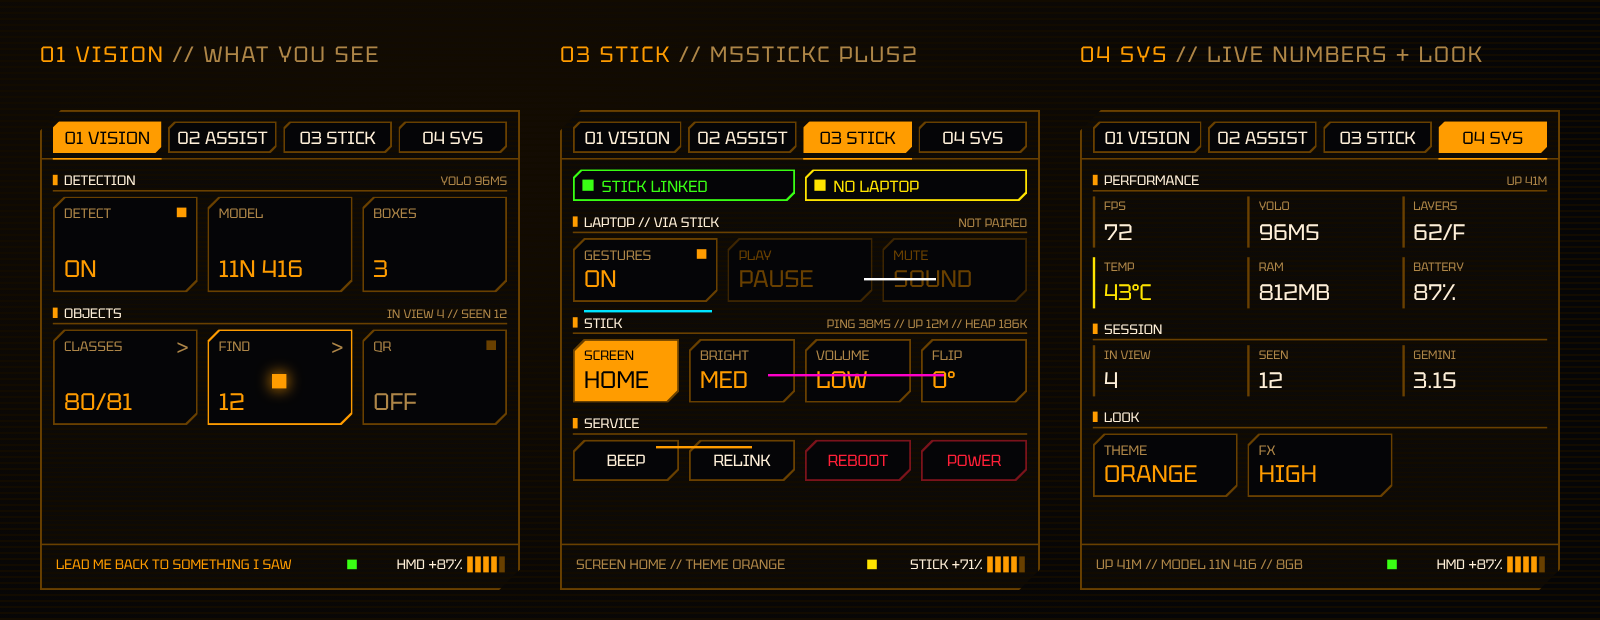 01 VISION // WHAT YOU SEE
01 VISION 02 ASSIST 03 STICK 04 SYS
DETECTION YOLO 96MS
DETECT MODEL BOXES
ON 11N 416 3
OBJECTS IN VIEW 4 // SEEN 12
CLASSES > FIND > QR
80/81 12 OFF
LEAD ME BACK TO SOMETHING I SAW HMD +87%
03 STICK // M5STICKC PLUS2
01 VISION 02 ASSIST 03 STICK 04 SYS
STICK LINKED NO LAPTOP
LAPTOP // VIA STICK NOT PAIRED
GESTURES PLAY MUTE
ON PAUSE SOUND
STICK PING 38MS // UP 12M // HEAP 186K
SCREEN BRIGHT VOLUME FLIP
HOME MED LOW 0°
SERVICE
BEEP RELINK REBOOT POWER
SCREEN HOME // THEME ORANGE STICK +71%
04 SYS // LIVE NUMBERS + LOOK
01 VISION 02 ASSIST 03 STICK 04 SYS
PERFORMANCE UP 41M
FPS YOLO LAYERS
72 96MS 62/F
TEMP RAM BATTERY
43°C 812MB 87%
SESSION
IN VIEW SEEN GEMINI
4 12 3.1S
LOOK
THEME FX
ORANGE HIGH
UP 41M // MODEL 11N 416 // 8GB HMD +87%